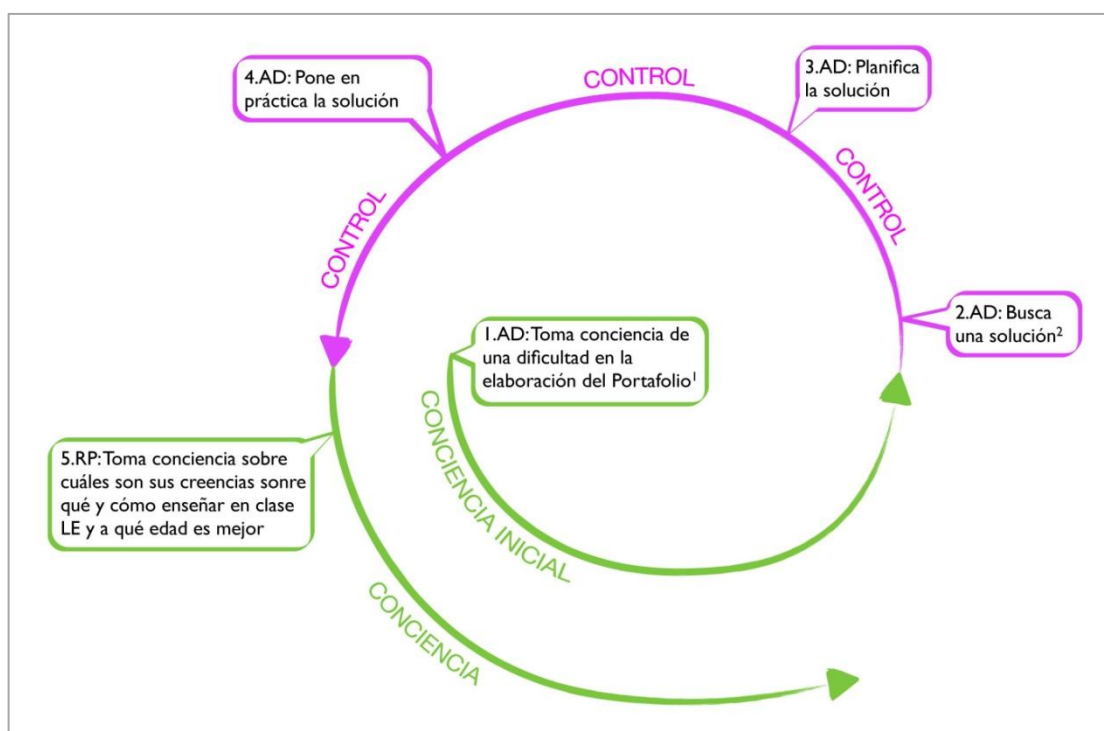 4.AD: Pone en
práctica la solución
CONTROL
3.AD: Planifica
la solución
CONTROL
CONTROL
2.AD: Busca
una solución²
1.AD: Toma conciencia de
una dificultad en la
elaboración del Portafolio¹
CONCIENCIA INICIAL
5.RP: Toma conciencia sobre
cuáles son sus creencias sonre
qué y cómo enseñar en clase
LE y a qué edad es mejor
CONCIENCIA